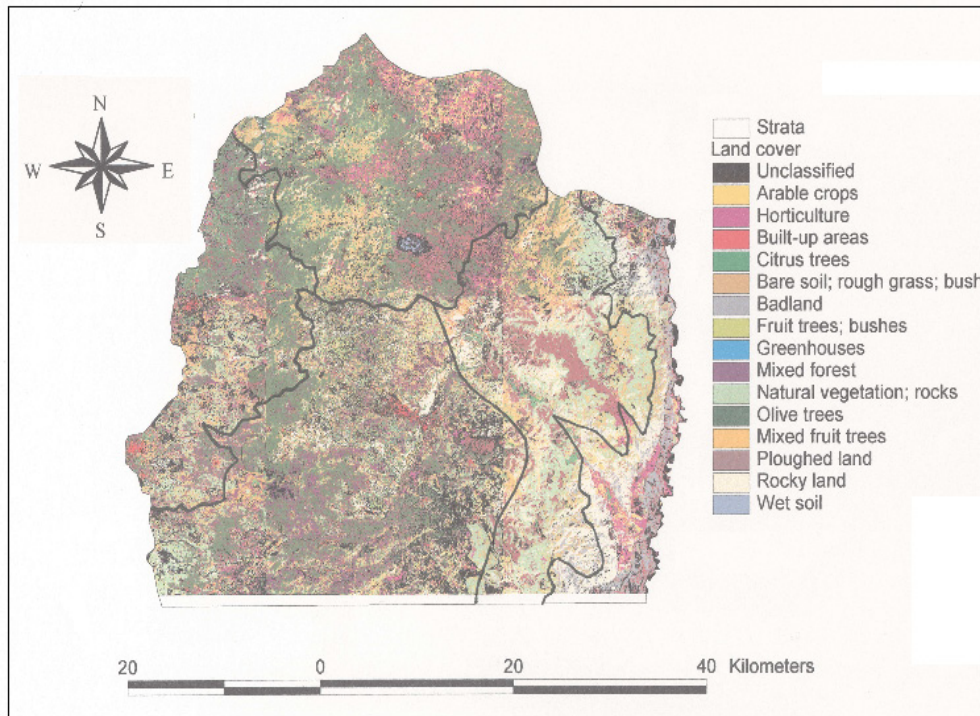 N
W E
S
Strata
Land cover
Unclassified
Arable crops
Horticulture
Built-up areas
Citrus trees
Bare soil; rough grass; bush
Badland
Fruit trees; bushes
Greenhouses
Mixed forest
Natural vegetation; rocks
Olive trees
Mixed fruit trees
Ploughed land
Rocky land
Wet soil
20 0 20 40 Kilometers